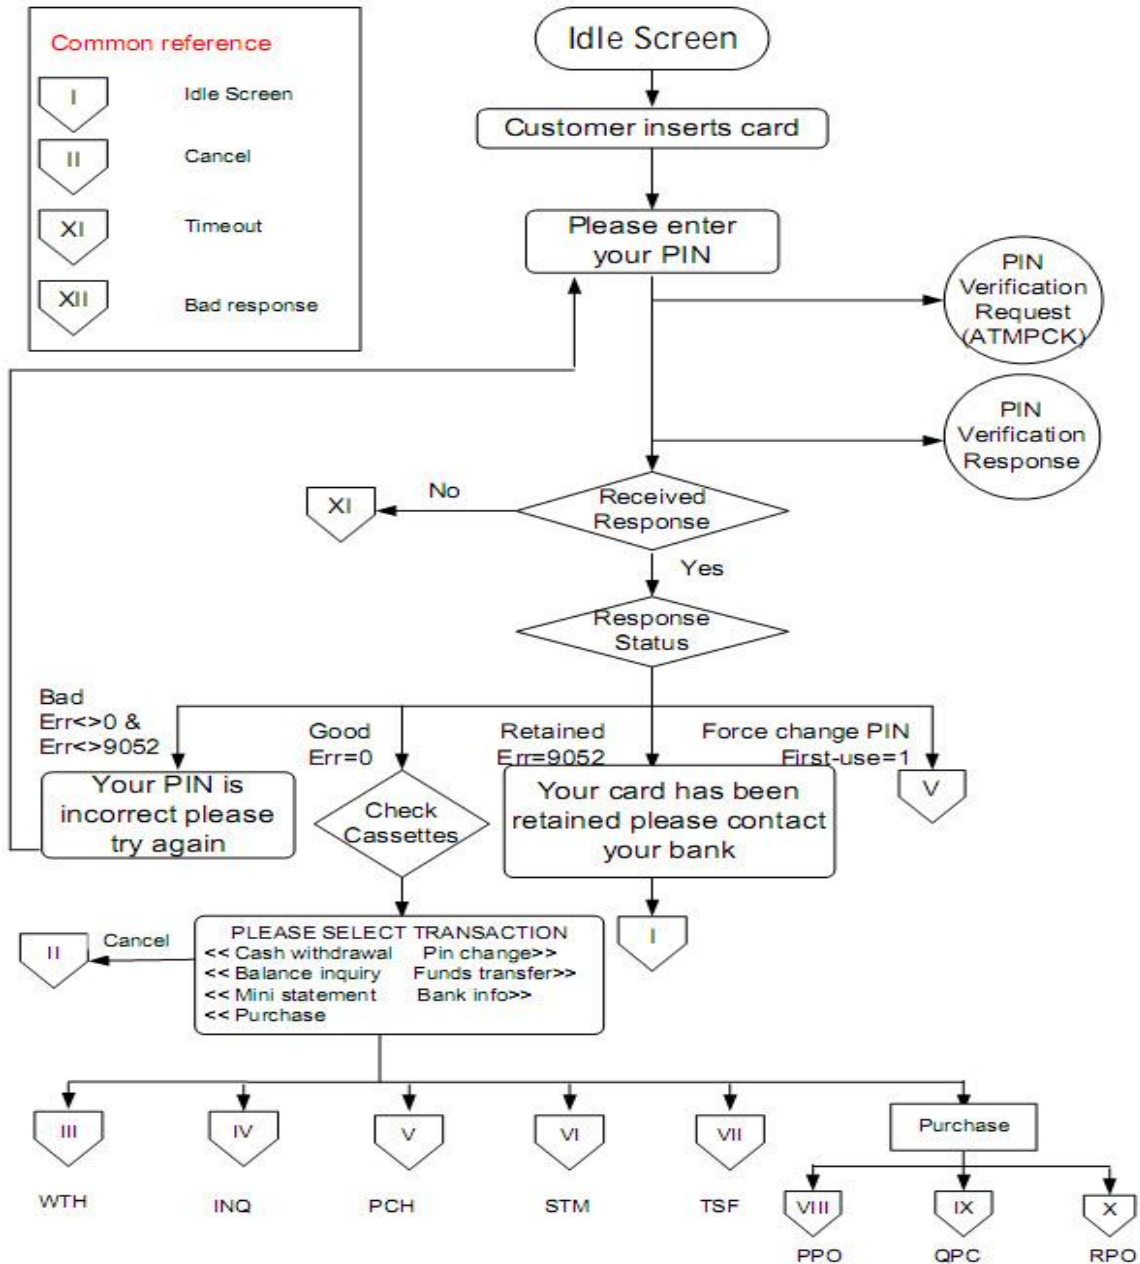 Common reference
I
Idle Screen
II
Cancel
XI
Timeout
XII
Bad response
Idle Screen
Customer inserts card
Please enter
your PIN
PIN
Verification
Request
(ATMPCK)
PIN
Verification
Response
Received
Response
No
XI
Yes
Response
Status
Bad
Err<>0 &
Err<>9052
Good
Err=0
Retained
Err=9052
Force change PIN
First-use=1
Your PIN is
incorrect please
try again
Check
Cassettes
Your card has been
retained please contact
your bank
V
I
Cancel
II
PLEASE SELECT TRANSACTION
<< Cash withdrawal Pin change>>
<< Balance inquiry Funds transfer>>
<< Mini statement Bank info>>
<< Purchase
III
IV
V
VI
VII
Purchase
WTH
INQ
PCH
STM
TSF
VIII
IX
X
PPO
QPC
RPO